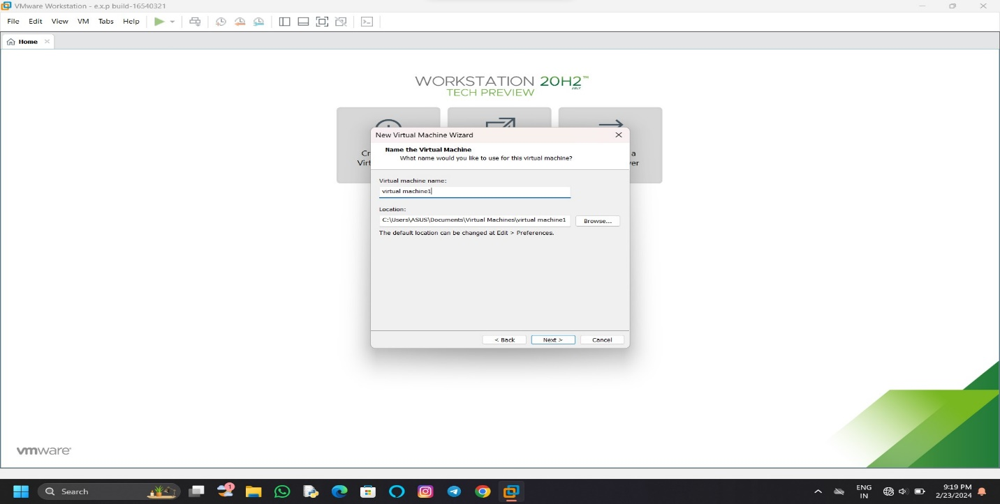 VMware Workstation - e.x.p build-16540321
File Edit View VM Tabs Help
Home
WORKSTATION 20H2™
JULY
TECH PREVIEW
New Virtual Machine Wizard
Name the Virtual Machine
What name would you like to use for this virtual machine?
Virtual machine name:
virtual machine1
Location:
C:\Users\ASUS\Documents\Virtual Machines\virtual machine1
Browse...
The default location can be changed at Edit > Preferences.
< Back Next > Cancel
Cr
Virt
a
ver
vmware
Search
1
ENG
IN
9:19 PM
2/23/2024